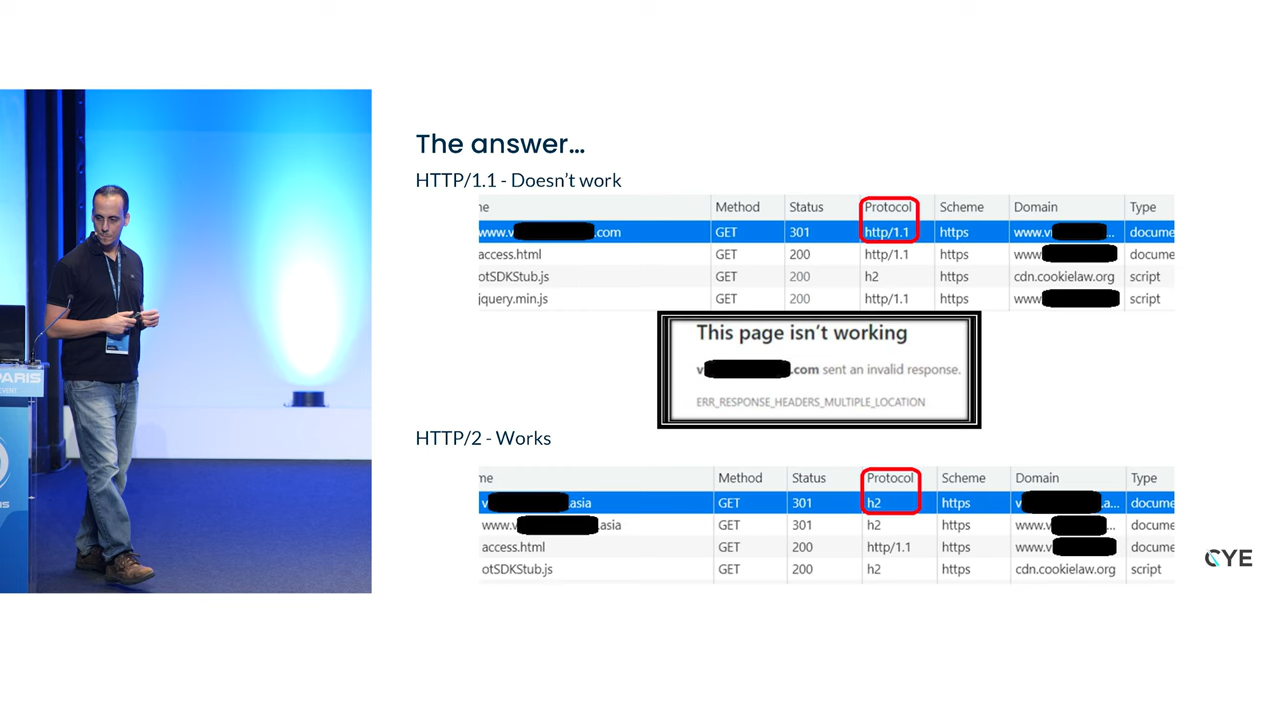 The answer...
HTTP/1.1 - Doesn't work
ne Method Status Protocol Scheme Domain Type
www.v .com GET 301 http/1.1 https www.v ... docume
access.html GET 200 http/1.1 https www. docume
otSDKStub.js GET 200 h2 https cdn.cookielaw.org script
jquery.min.js GET 200 http/1.1 https www script
This page isn't working
v .com sent an invalid response.
ERR_RESPONSE_HEADERS_MULTIPLE_LOCATION
HTTP/2 - Works
me Method Status Protocol Scheme Domain Type
v .asia GET 301 h2 https v .a... docume
www.v .asia GET 301 h2 https www.v ... docume
access.html GET 200 http/1.1 https www.v docume
otSDKStub.js GET 200 h2 https cdn.cookielaw.org script
CYE
PARIS